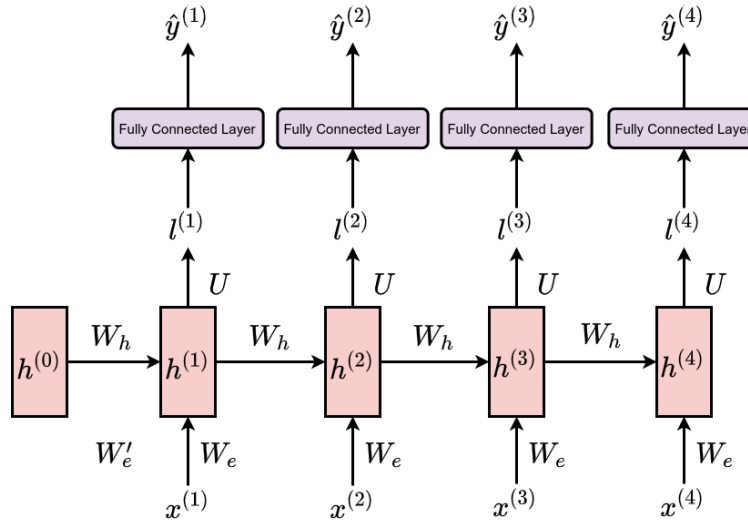 ŷ⁽¹⁾ ŷ⁽²⁾ ŷ⁽³⁾ ŷ⁽⁴⁾
Fully Connected Layer Fully Connected Layer Fully Connected Layer Fully Connected Layer
l⁽¹⁾ l⁽²⁾ l⁽³⁾ l⁽⁴⁾
U U U U
W_h W_h W_h W_h
h⁽⁰⁾ h⁽¹⁾ h⁽²⁾ h⁽³⁾ h⁽⁴⁾
W′_e W_e W_e W_e W_e
x⁽¹⁾ x⁽²⁾ x⁽³⁾ x⁽⁴⁾